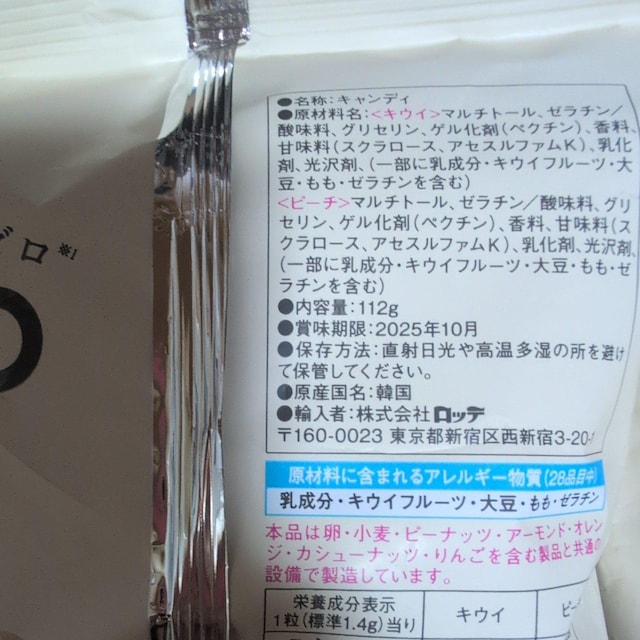 ゼロ※1
●名称：キャンディ
●原材料名：<キウイ>マルチトール、ゼラチン/
酸味料、グリセリン、ゲル化剤(ペクチン)、香料、
甘味料(スクラロース、アセスルファムK)、乳化
剤、光沢剤、(一部に乳成分・キウイフルーツ・大
豆・もも・ゼラチンを含む)
<ピーチ>マルチトール、ゼラチン/酸味料、グリ
セリン、ゲル化剤(ペクチン)、香料、甘味料(ス
クラロース、アセスルファムK)、乳化剤、光沢剤、
(一部に乳成分・キウイフルーツ・大豆・もも・ゼ
ラチンを含む)
●内容量：112g
●賞味期限：2025年10月
●保存方法：直射日光や高温多湿の所を避け
て保管してください。
●原産国名：韓国
●輸入者：株式会社ロッテ
〒160-0023 東京都新宿区西新宿3-20-
原材料に含まれるアレルギー物質(28品目中)
乳成分・キウイフルーツ・大豆・もも・ゼラチン
本品は卵・小麦・ピーナッツ・アーモンド・オレン
ジ・カシューナッツ・りんごを含む製品と共通の
設備で製造しています。
栄養成分表示
1粒(標準1.4g)当り
キウイ